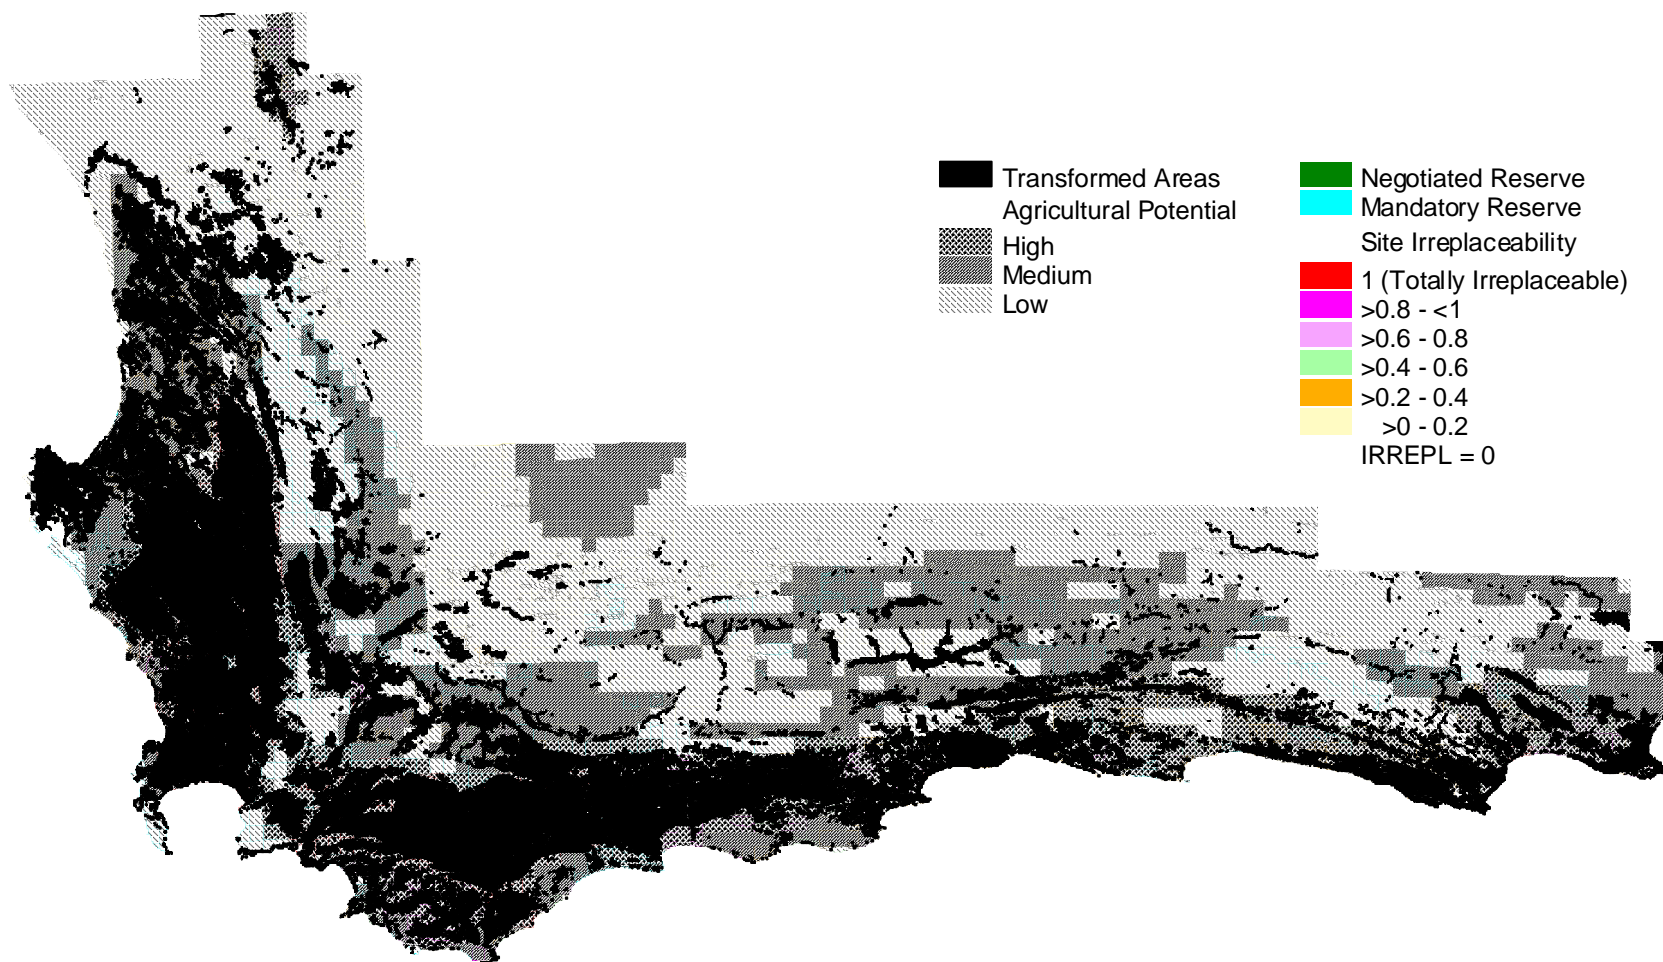 Transformed Areas
Agricultural Potential
High
Medium
Low
Negotiated Reserve
Mandatory Reserve
Site Irreplaceability
1 (Totally Irreplaceable)
>0.8 - <1
>0.6 - 0.8
>0.4 - 0.6
>0.2 - 0.4
>0 - 0.2
IRREPL = 0